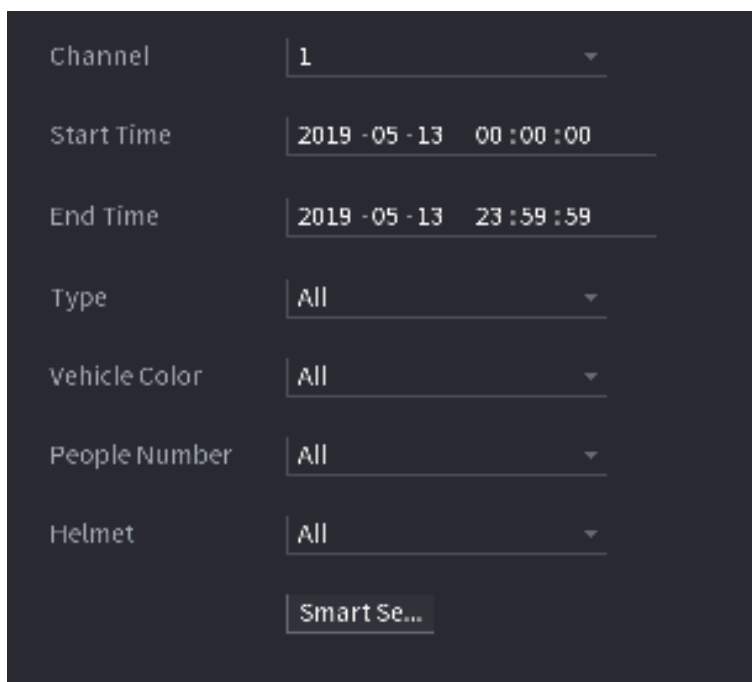 Channel 1
Start Time 2019 -05 -13 00 :00 :00
End Time 2019 -05 -13 23 :59 :59
Type All
Vehicle Color All
People Number All
Helmet All
Smart Se...